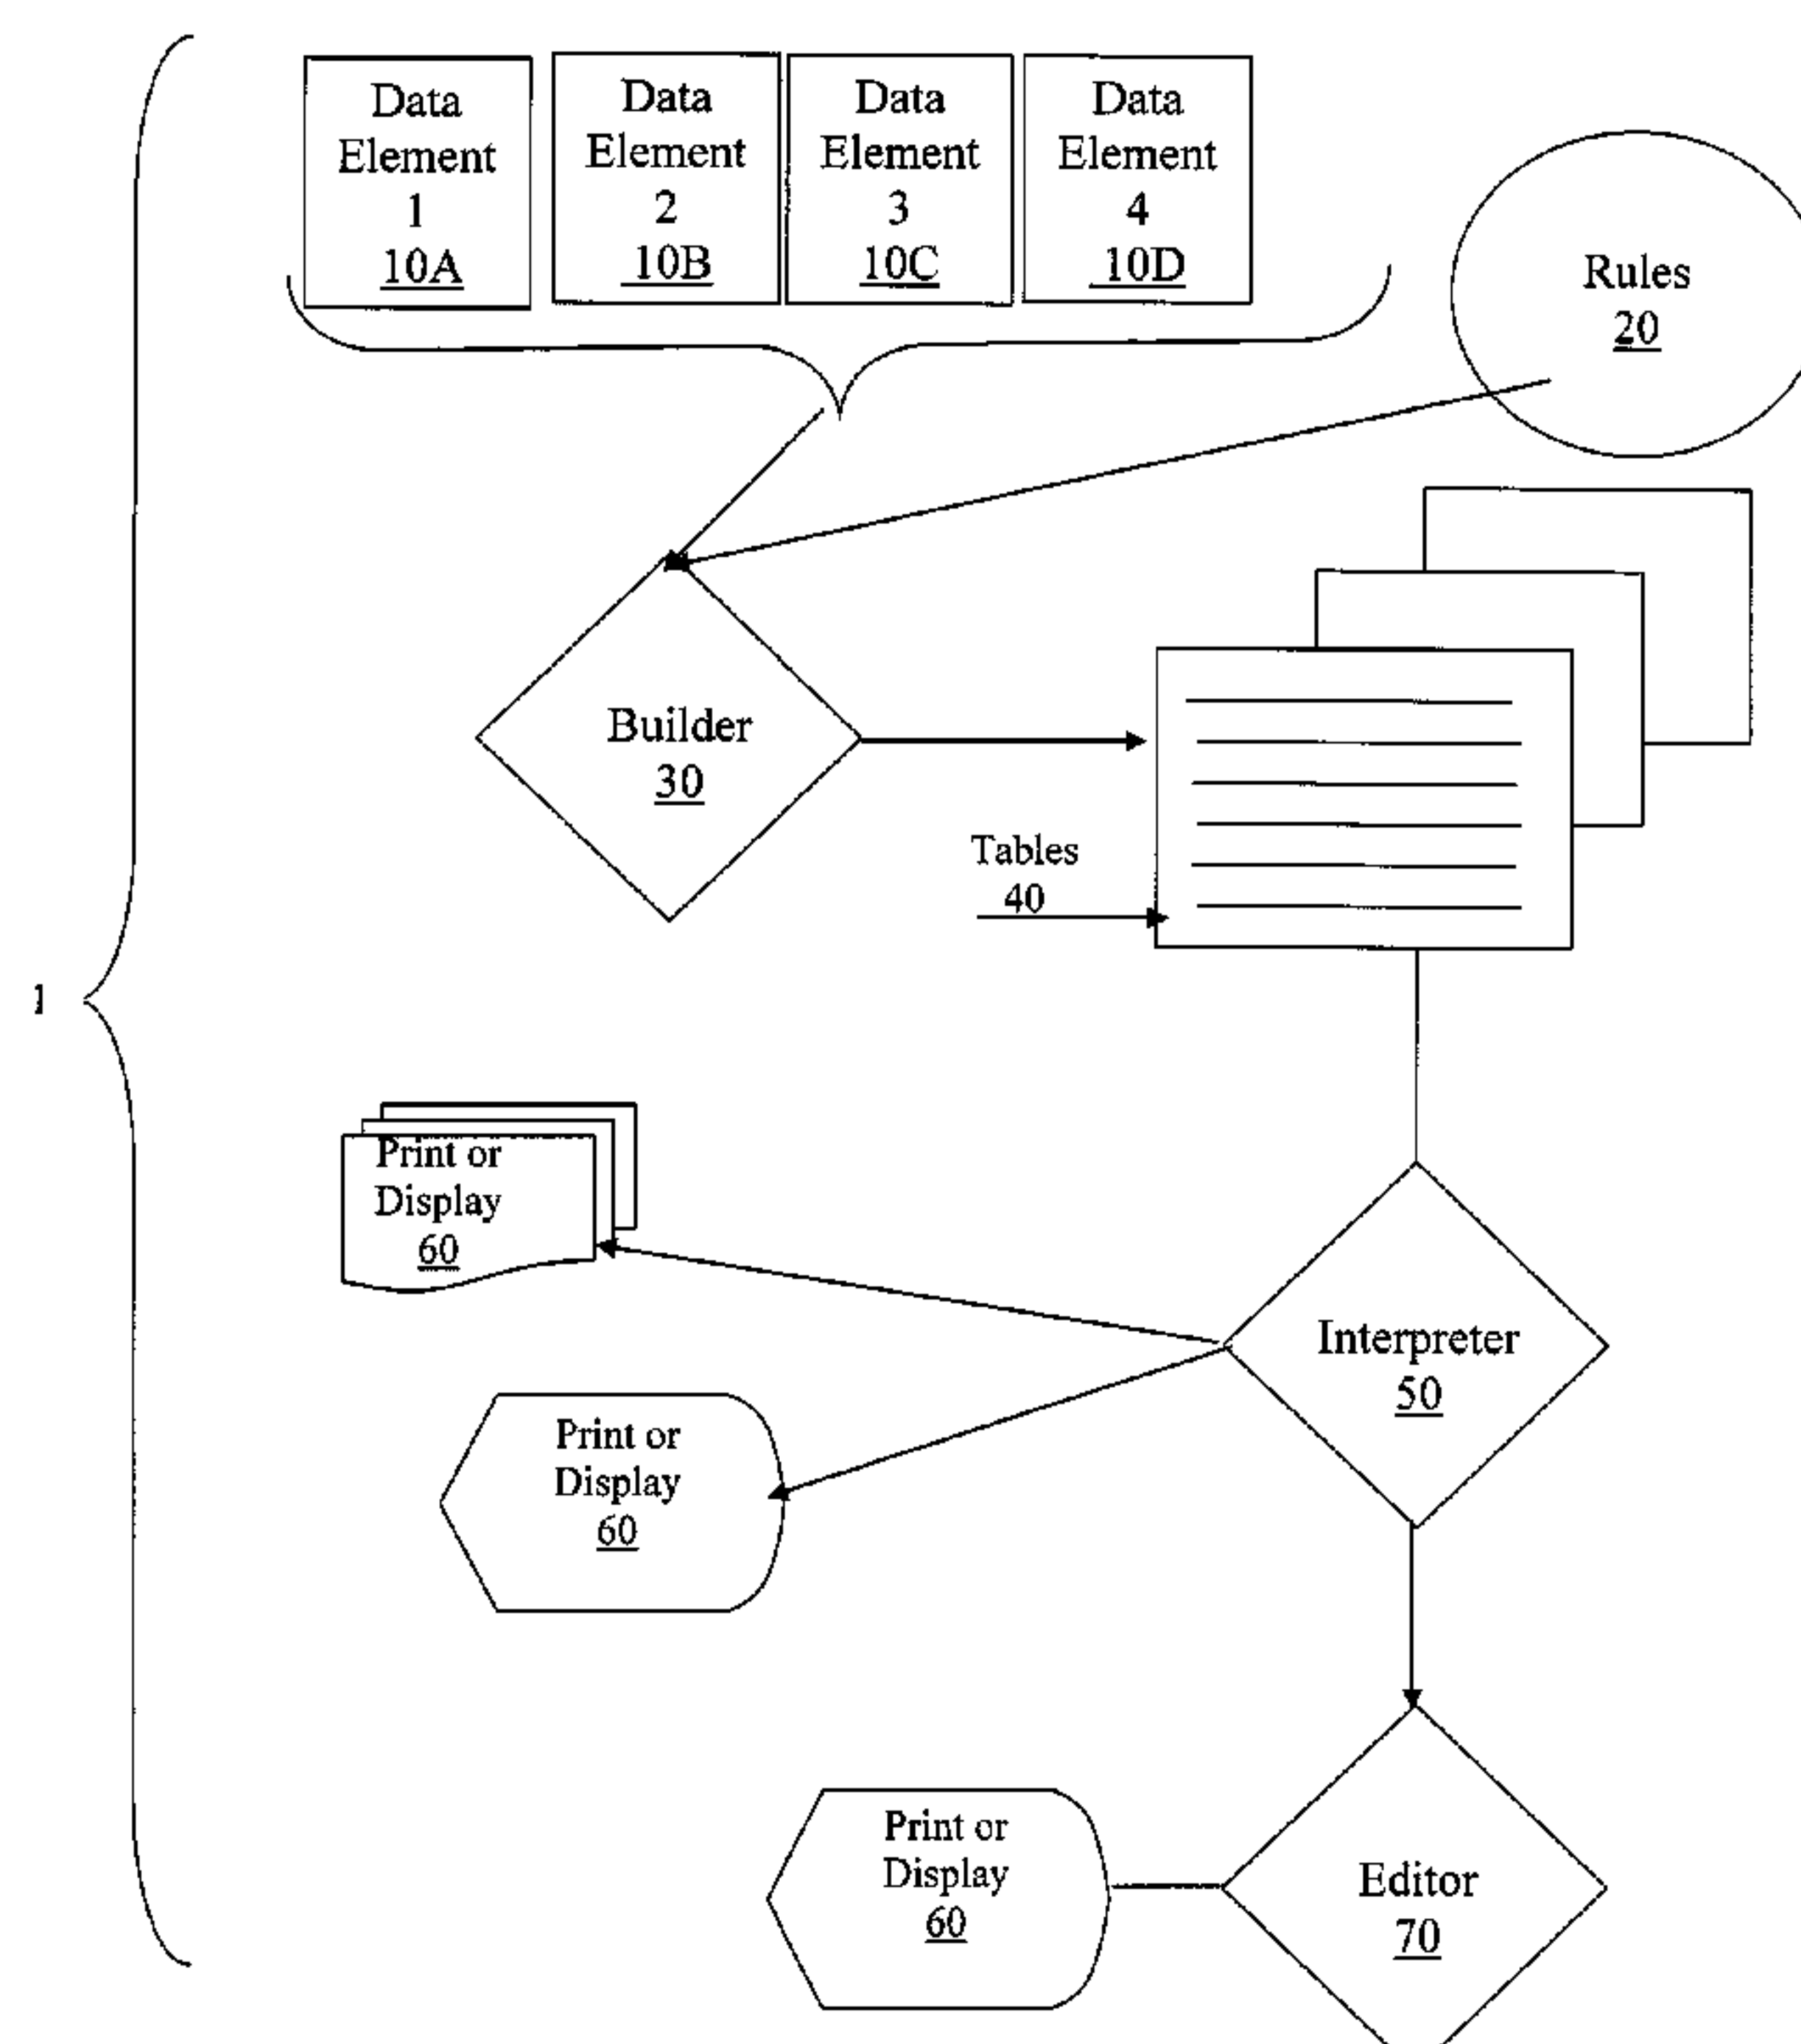 Data
Element
1
10A
Data
Element
2
10B
Data
Element
3
10C
Data
Element
4
10D
Rules
20
Builder
30
Tables
40
1
Print or
Display
60
Interpreter
50
Print or
Display
60
Print or
Display
60
Editor
70